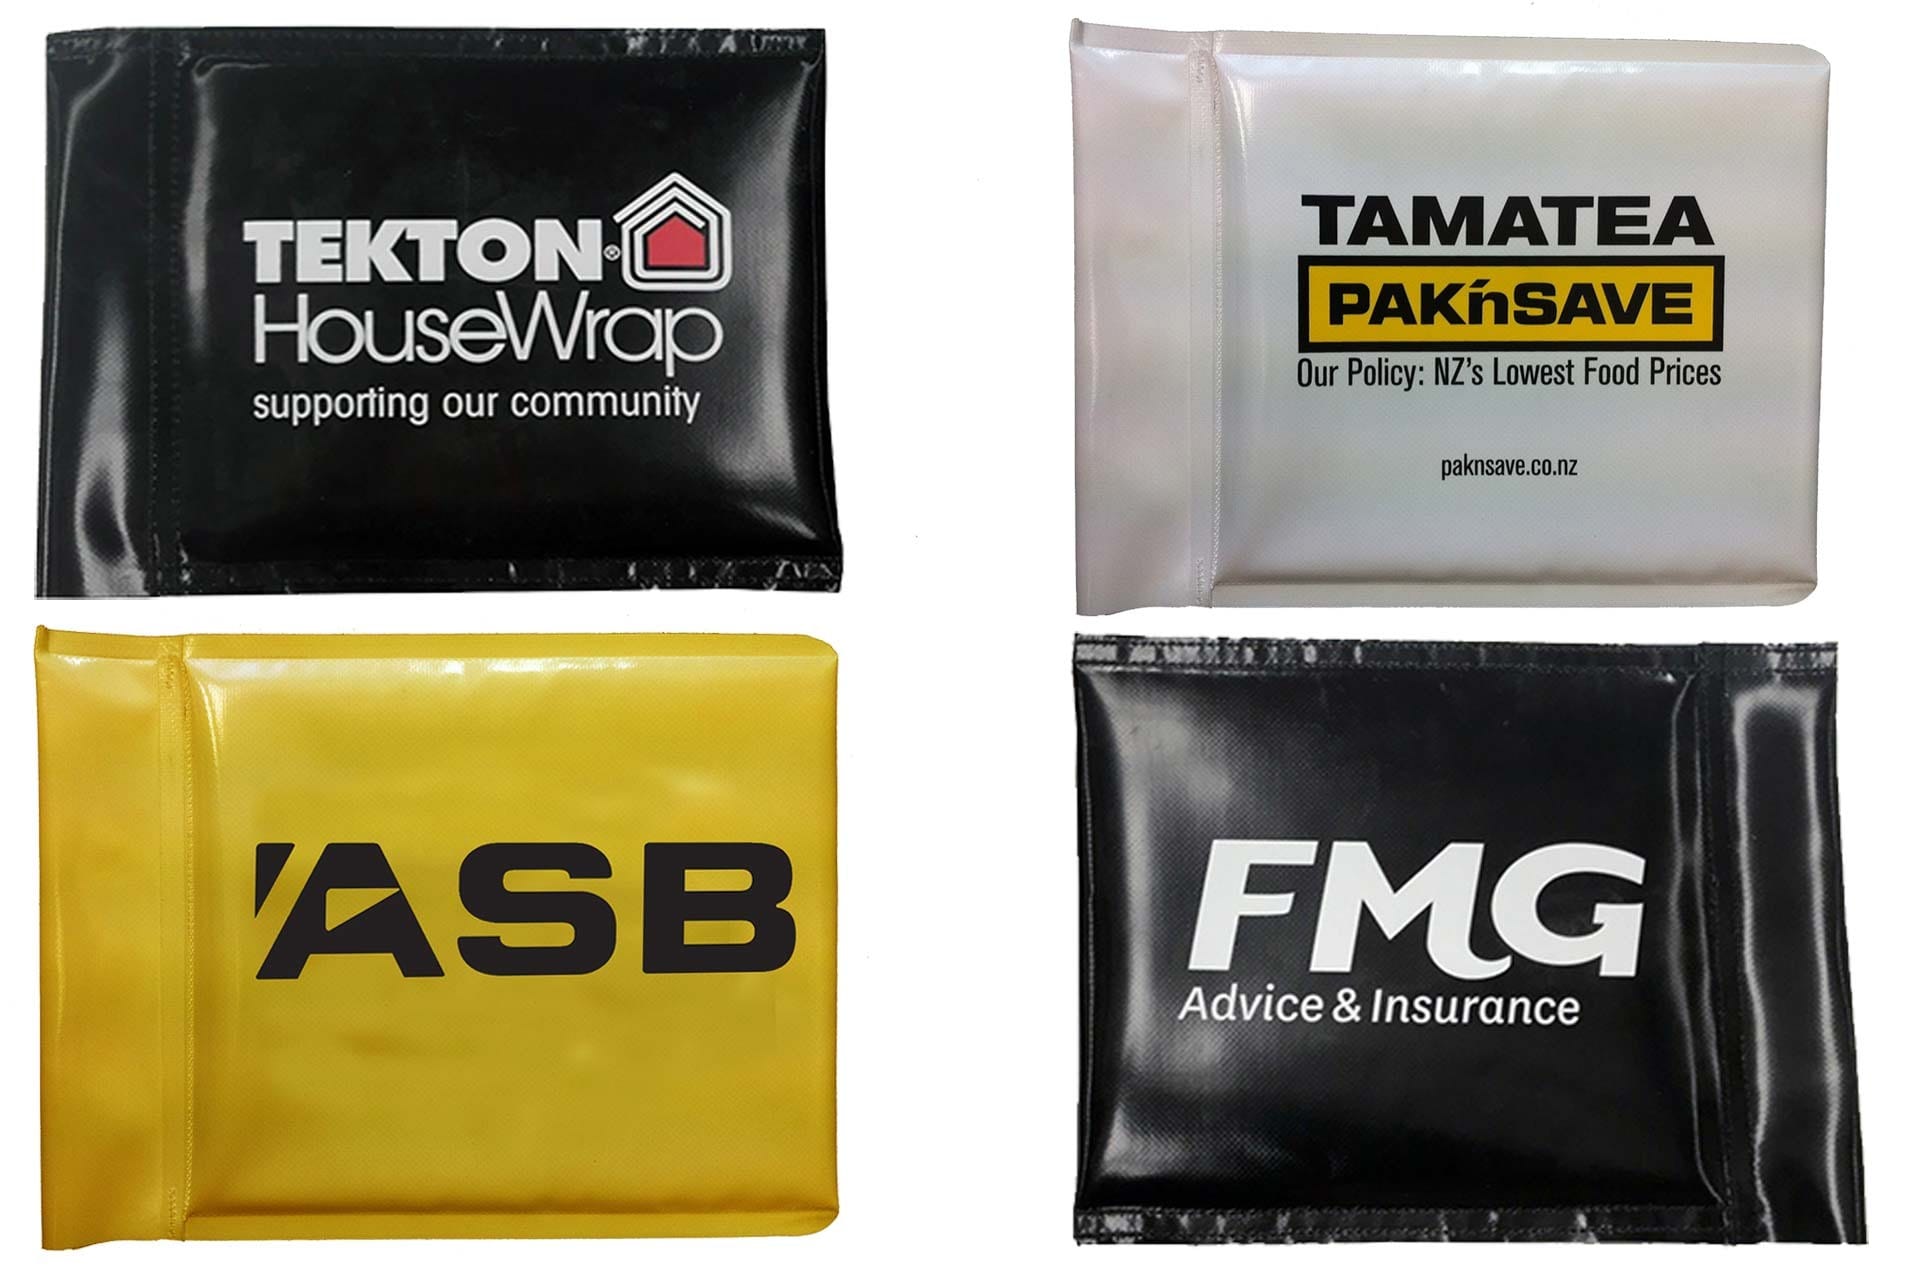 TEKTON®
HouseWrap
supporting our community
TAMATEA
PAK'nSAVE
Our Policy: NZ's Lowest Food Prices
paknsave.co.nz
ASB
FMG
Advice & Insurance